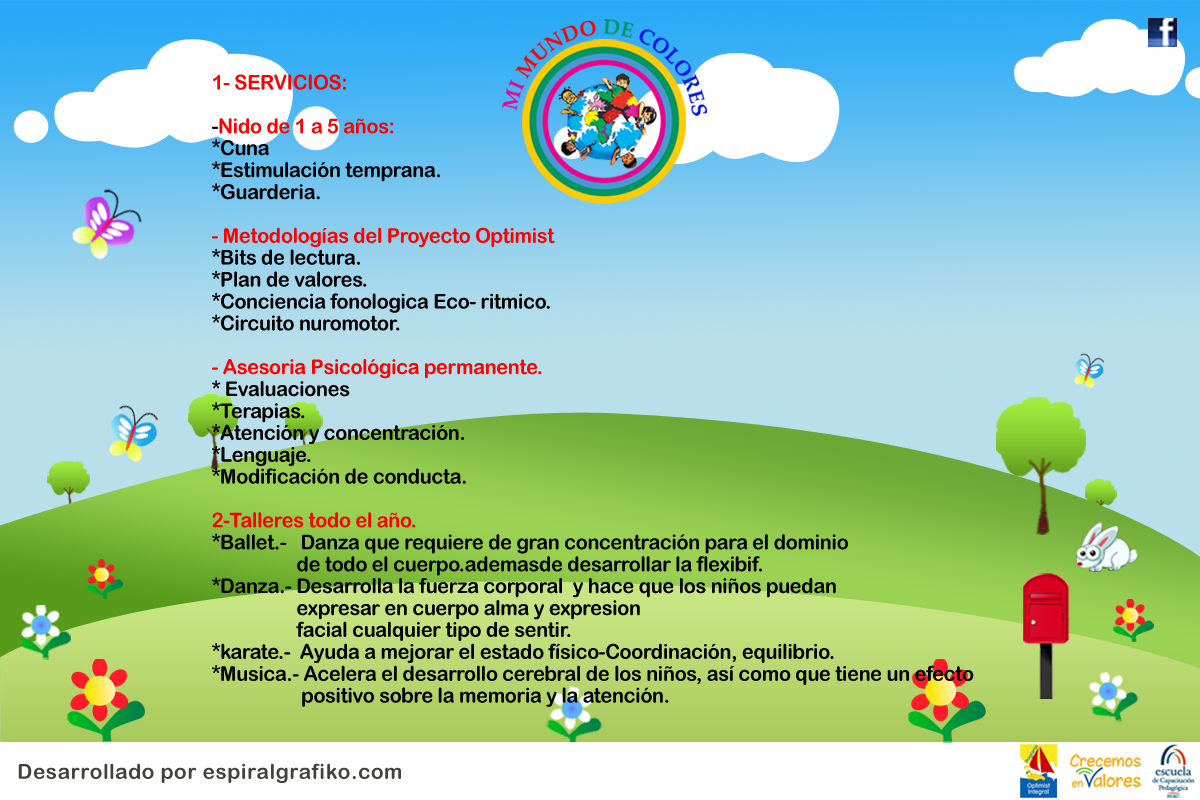 MI MUNDO DE COLORES
f
1- SERVICIOS:
-Nido de 1 a 5 años:
*Cuna
*Estimulación temprana.
*Guarderia.
- Metodologías del Proyecto Optimist
*Bits de lectura.
*Plan de valores.
*Conciencia fonologica Eco- ritmico.
*Circuito nuromotor.
- Asesoria Psicológica permanente.
* Evaluaciones
*Terapias.
*Atención y concentración.
*Lenguaje.
*Modificación de conducta.
2-Talleres todo el año.
*Ballet.- Danza que requiere de gran concentración para el dominio
de todo el cuerpo.ademasde desarrollar la flexibif.
*Danza.- Desarrolla la fuerza corporal y hace que los niños puedan
expresar en cuerpo alma y expresion
facial cualquier tipo de sentir.
*karate.- Ayuda a mejorar el estado físico-Coordinación, equilibrio.
*Musica.- Acelera el desarrollo cerebral de los niños, así como que tiene un efecto
positivo sobre la memoria y la atención.
Desarrollado por espiralgrafiko.com
Optimist
Integral
Crecemos
en Valores
escuela
de Capacitación
Pedagógica
PERÚ